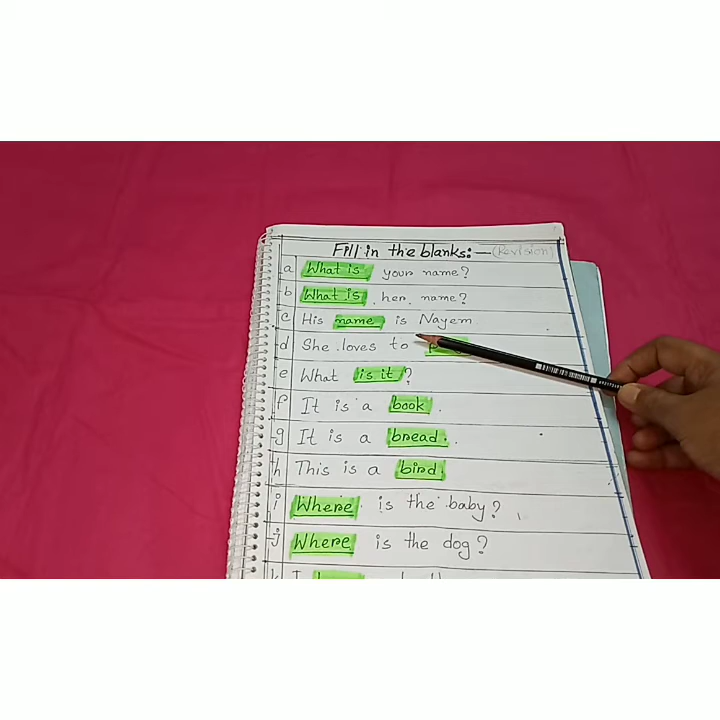 Fill in the blanks:— (Revision)
a What is your name?
b What is her name?
c His name is Nayem
d She loves to
e What is it?
f It is a book.
g It is a bread.
h This is a bird.
i Where is the baby?
j Where is the dog?